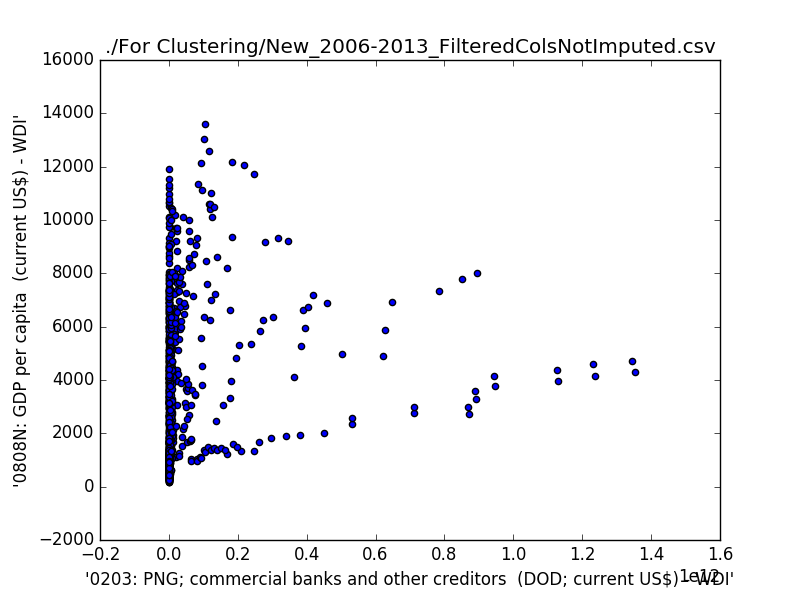 ./For Clustering/New_2006-2013_FilteredColsNotImputed.csv
16000
14000
12000
10000
8000
6000
4000
2000
0
−2000
'0808N: GDP per capita  (current US$) - WDI'
−0.2 0.0 0.2 0.4 0.6 0.8 1.0 1.2 1.4 1.6
1e12
'0203: PNG; commercial banks and other creditors  (DOD; current US$) - WDI'